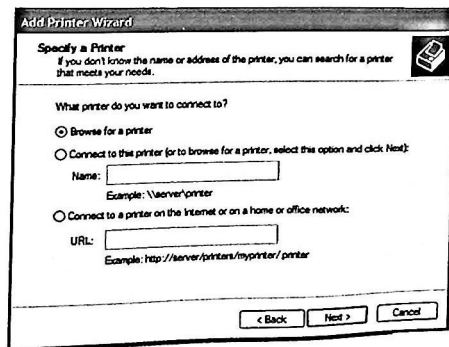 Add Printer Wizard
Specify a Printer
If you don't know the name or address of the printer, you can search for a printer
that meets your needs.
What printer do you want to connect to?
Browse for a printer
Connect to this printer (or to browse for a printer, select this option and click Next):
Name:
Example: \\server\printer
Connect to a printer on the Internet or on a home or office network:
URL:
Example: http://server/printers/myprinter/ printer
< Back Next > Cancel